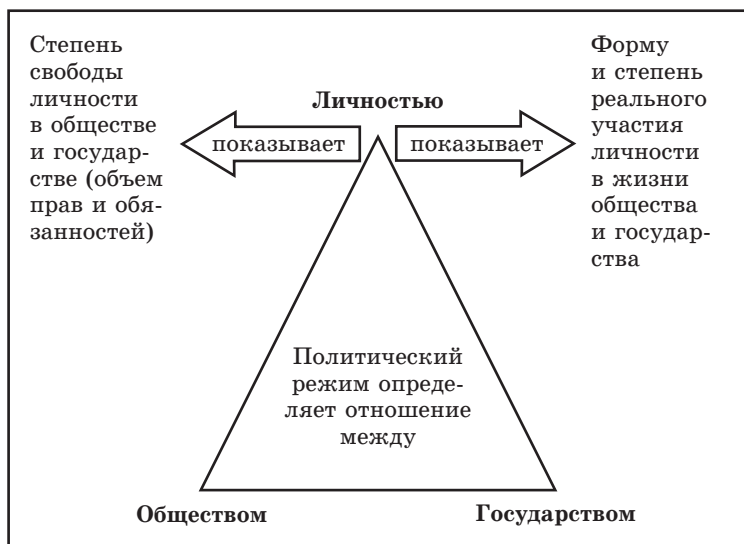 Степень
свободы
личности
в обществе
и государ-
стве (объем
прав и обя-
занностей)
Личностью
показывает
показывает
Форму
и степень
реального
участия
личности
в жизни
общества
и государ-
ства
Политический
режим опреде-
ляет отношение
между
Обществом
Государством